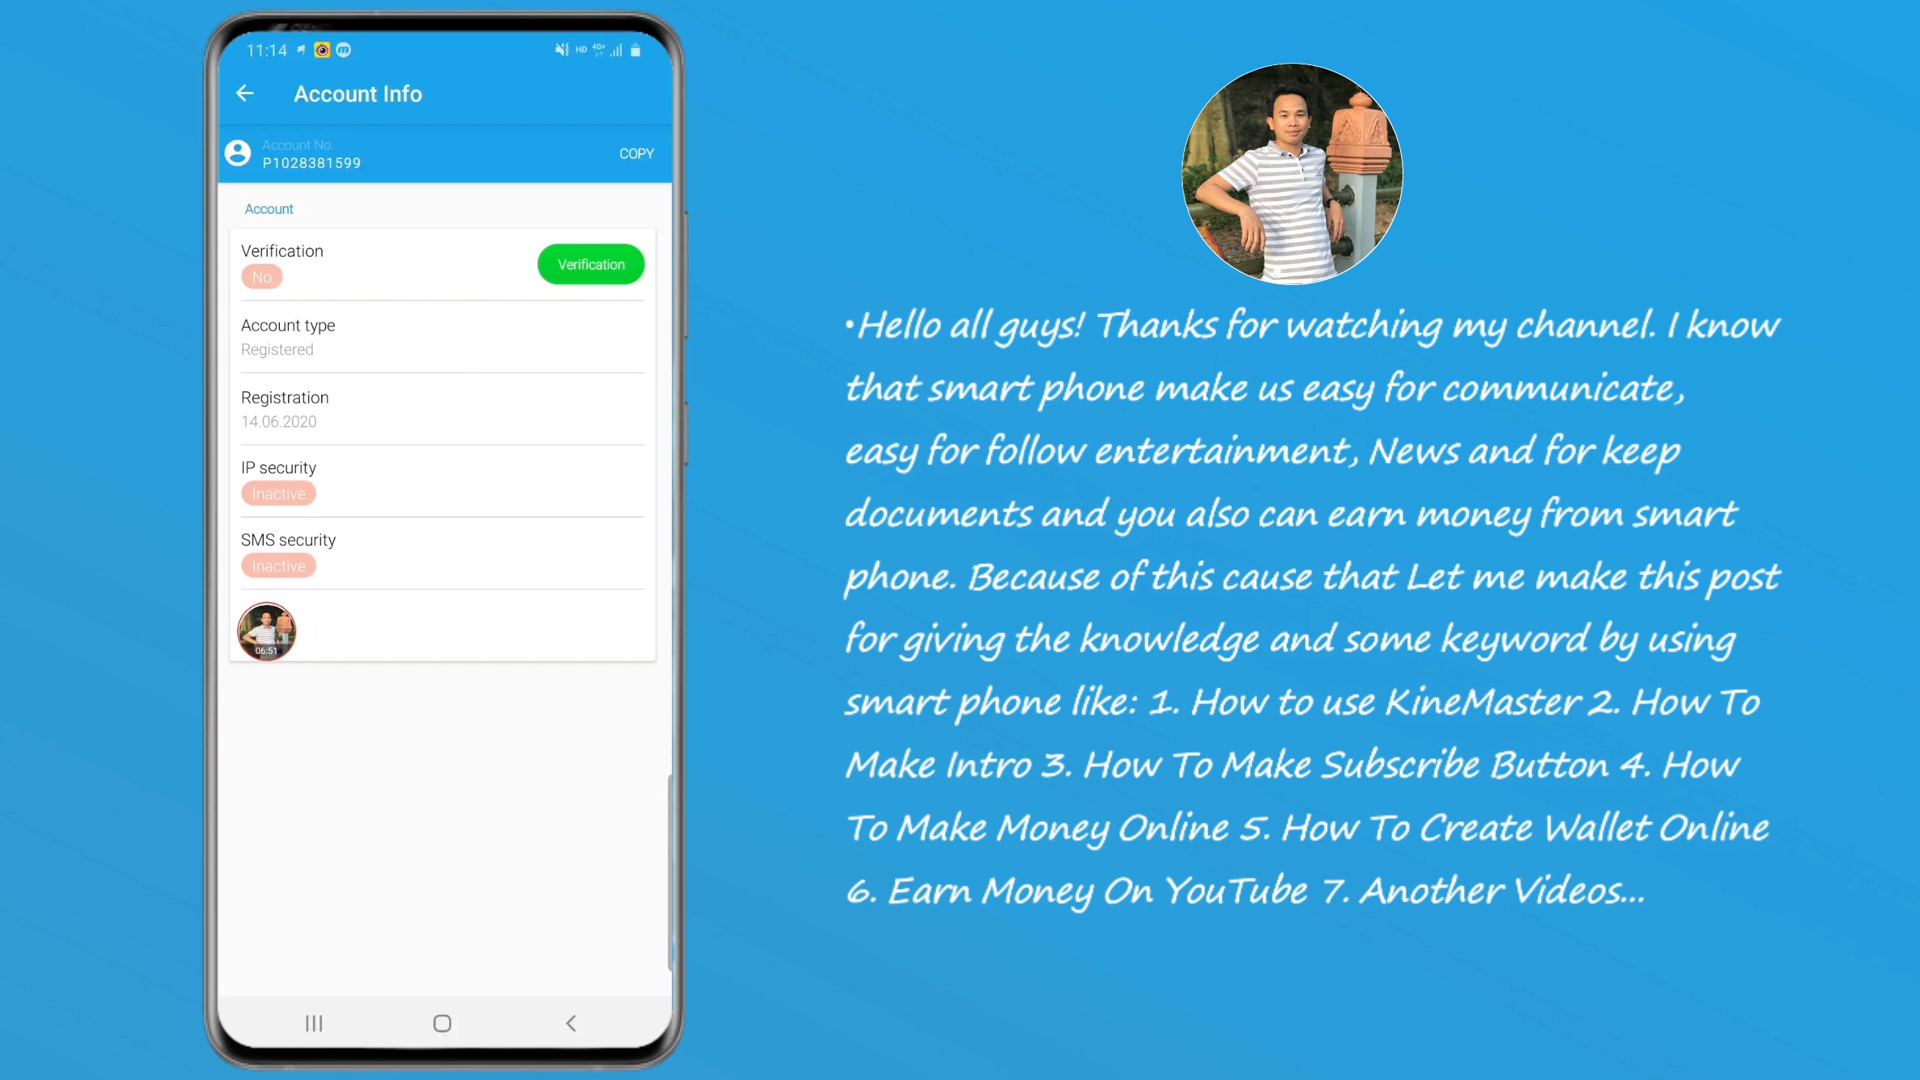 11:14
HD 4G+
Account Info
Account No.
P1028381599
COPY
Account
Verification
No
Verification
Account type
Registered
Registration
14.06.2020
IP security
Inactive
SMS security
Inactive
06:51
•Hello all guys! Thanks for watching my channel. I know
that smart phone make us easy for communicate,
easy for follow entertainment, News and for keep
documents and you also can earn money from smart
phone. Because of this cause that Let me make this post
for giving the knowledge and some keyword by using
smart phone like: 1. How to use KineMaster 2. How To
Make Intro 3. How To Make Subscribe Button 4. How
To Make Money Online 5. How To Create Wallet Online
6. Earn Money On YouTube 7. Another Videos...